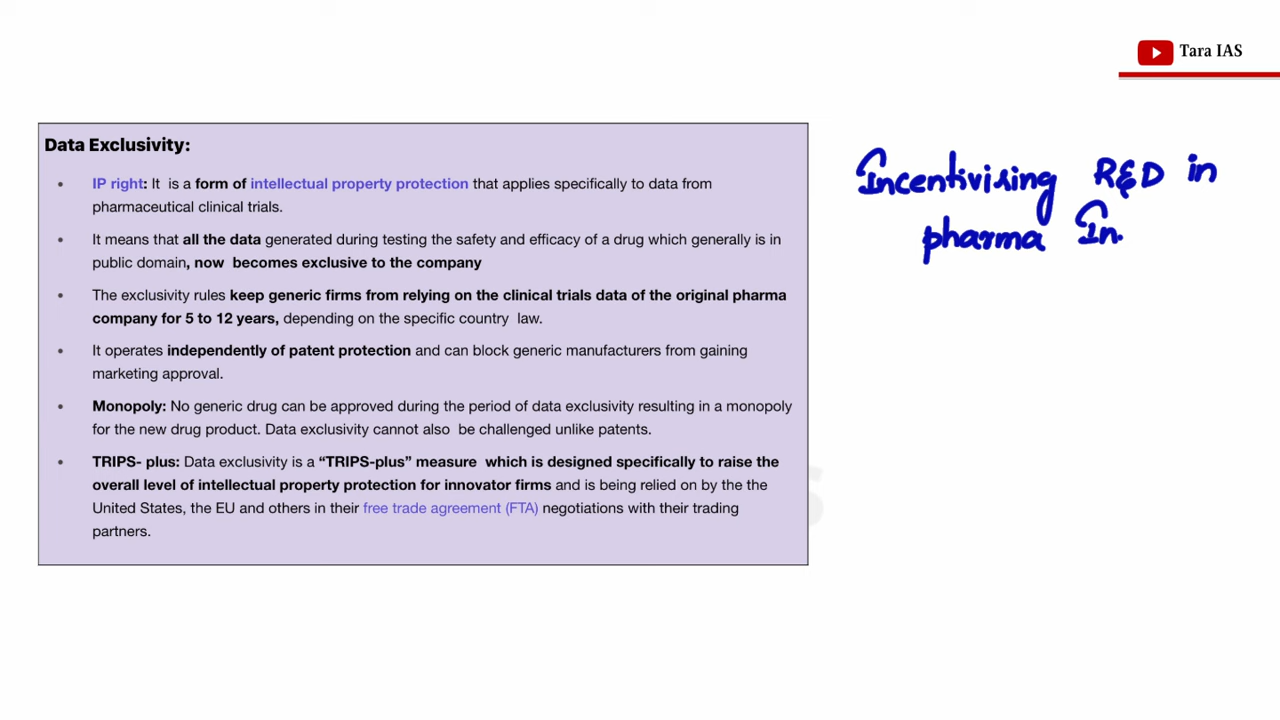 Tara IAS
Data Exclusivity:
• IP right: It is a form of intellectual property protection that applies specifically to data from
pharmaceutical clinical trials.
• It means that all the data generated during testing the safety and efficacy of a drug which generally is in
public domain, now becomes exclusive to the company
• The exclusivity rules keep generic firms from relying on the clinical trials data of the original pharma
company for 5 to 12 years, depending on the specific country law.
• It operates independently of patent protection and can block generic manufacturers from gaining
marketing approval.
• Monopoly: No generic drug can be approved during the period of data exclusivity resulting in a monopoly
for the new drug product. Data exclusivity cannot also be challenged unlike patents.
• TRIPS- plus: Data exclusivity is a “TRIPS-plus” measure which is designed specifically to raise the
overall level of intellectual property protection for innovator firms and is being relied on by the the
United States, the EU and others in their free trade agreement (FTA) negotiations with their trading
partners.
Incentivising R&D in
pharma In.